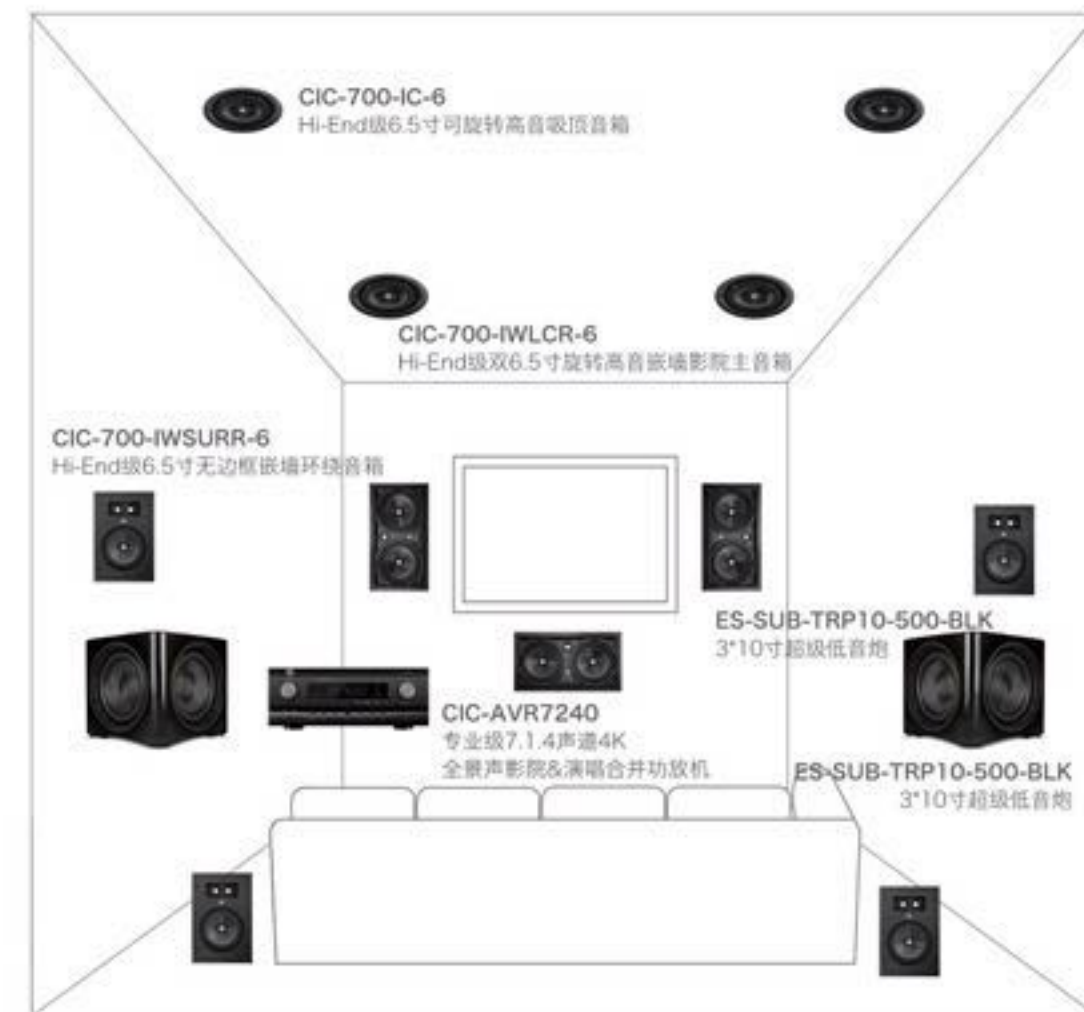 CIC-700-IC-6
Hi-End级6.5寸可旋转高音吸顶音箱
CIC-700-IWLCR-6
Hi-End级双6.5寸旋转高音嵌墙影院主音箱
CIC-700-IWSURR-6
Hi-End级6.5寸无边框嵌墙环绕音箱
ES-SUB-TRP10-500-BLK
3*10寸超级低音炮
CIC-AVR7240
专业级7.1.4声道4K
全景声影院&演唱合并功放机
ES-SUB-TRP10-500-BLK
3*10寸超级低音炮